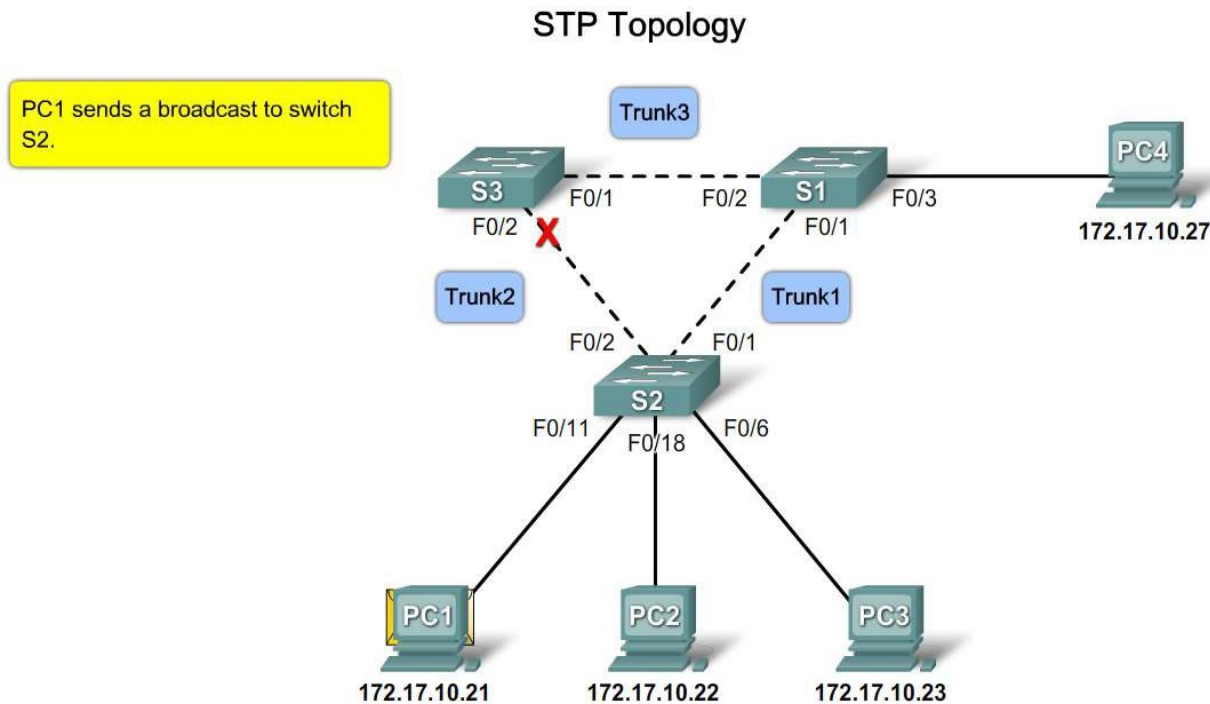 STP Topology
PC1 sends a broadcast to switch
S2.
Trunk3
PC4
S3
S1
F0/1
F0/2
F0/3
F0/2
X
F0/1
172.17.10.27
Trunk2
Trunk1
F0/2
F0/1
S2
F0/11
F0/18
F0/6
PC1
PC2
PC3
172.17.10.21
172.17.10.22
172.17.10.23